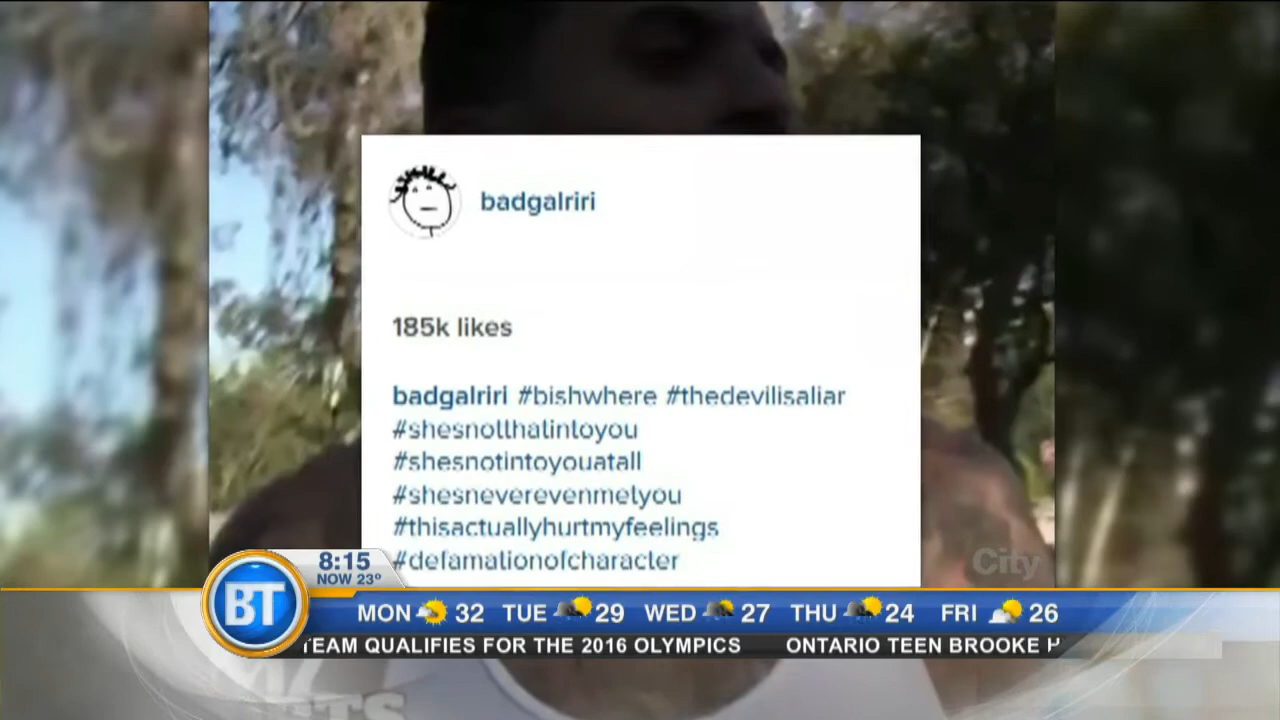 badgalriri
185k likes
badgalriri #bishwhere #thedevilisaliar
#shesnotthatintoyou
#shesnotintoyouatall
#shesneverevenmetyou
#thisactuallyhurtmyfeelings
#defamationofcharacter
City
8:15
NOW 23°
BT
MON 32 TUE 29 WED 27 THU 24 FRI 26
TEAM QUALIFIES FOR THE 2016 OLYMPICS ONTARIO TEEN BROOKE H